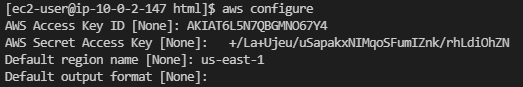 [ec2-user@ip-10-0-2-147 html]$ aws configure
AWS Access Key ID [None]: AKIAT6L5N7QBGMNO67Y4
AWS Secret Access Key [None]:   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
Default region name [None]: us-east-1
Default output format [None]: